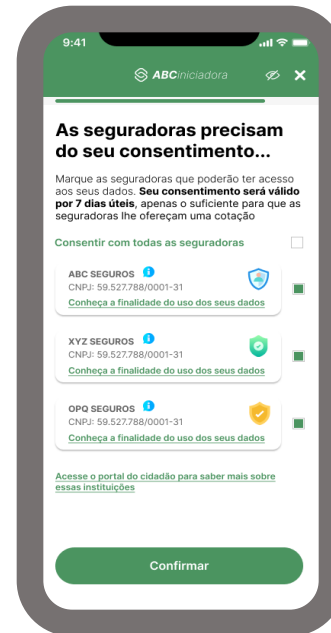 9:41
ABCiniciadora
As seguradoras precisam
do seu consentimento...
Marque as seguradoras que poderão ter acesso
aos seus dados. Seu consentimento será válido
por 7 dias úteis, apenas o suficiente para que as
seguradoras lhe ofereçam uma cotação
Consentir com todas as seguradoras
ABC SEGUROS i
CNPJ: 59.527.788/0001-31
Conheça a finalidade do uso dos seus dados
XYZ SEGUROS i
CNPJ: 59.527.788/0001-31
Conheça a finalidade do uso dos seus dados
OPQ SEGUROS i
CNPJ: 59.527.788/0001-31
Conheça a finalidade do uso dos seus dados
Acesse o portal do cidadão para saber mais sobre
essas instituições
Confirmar